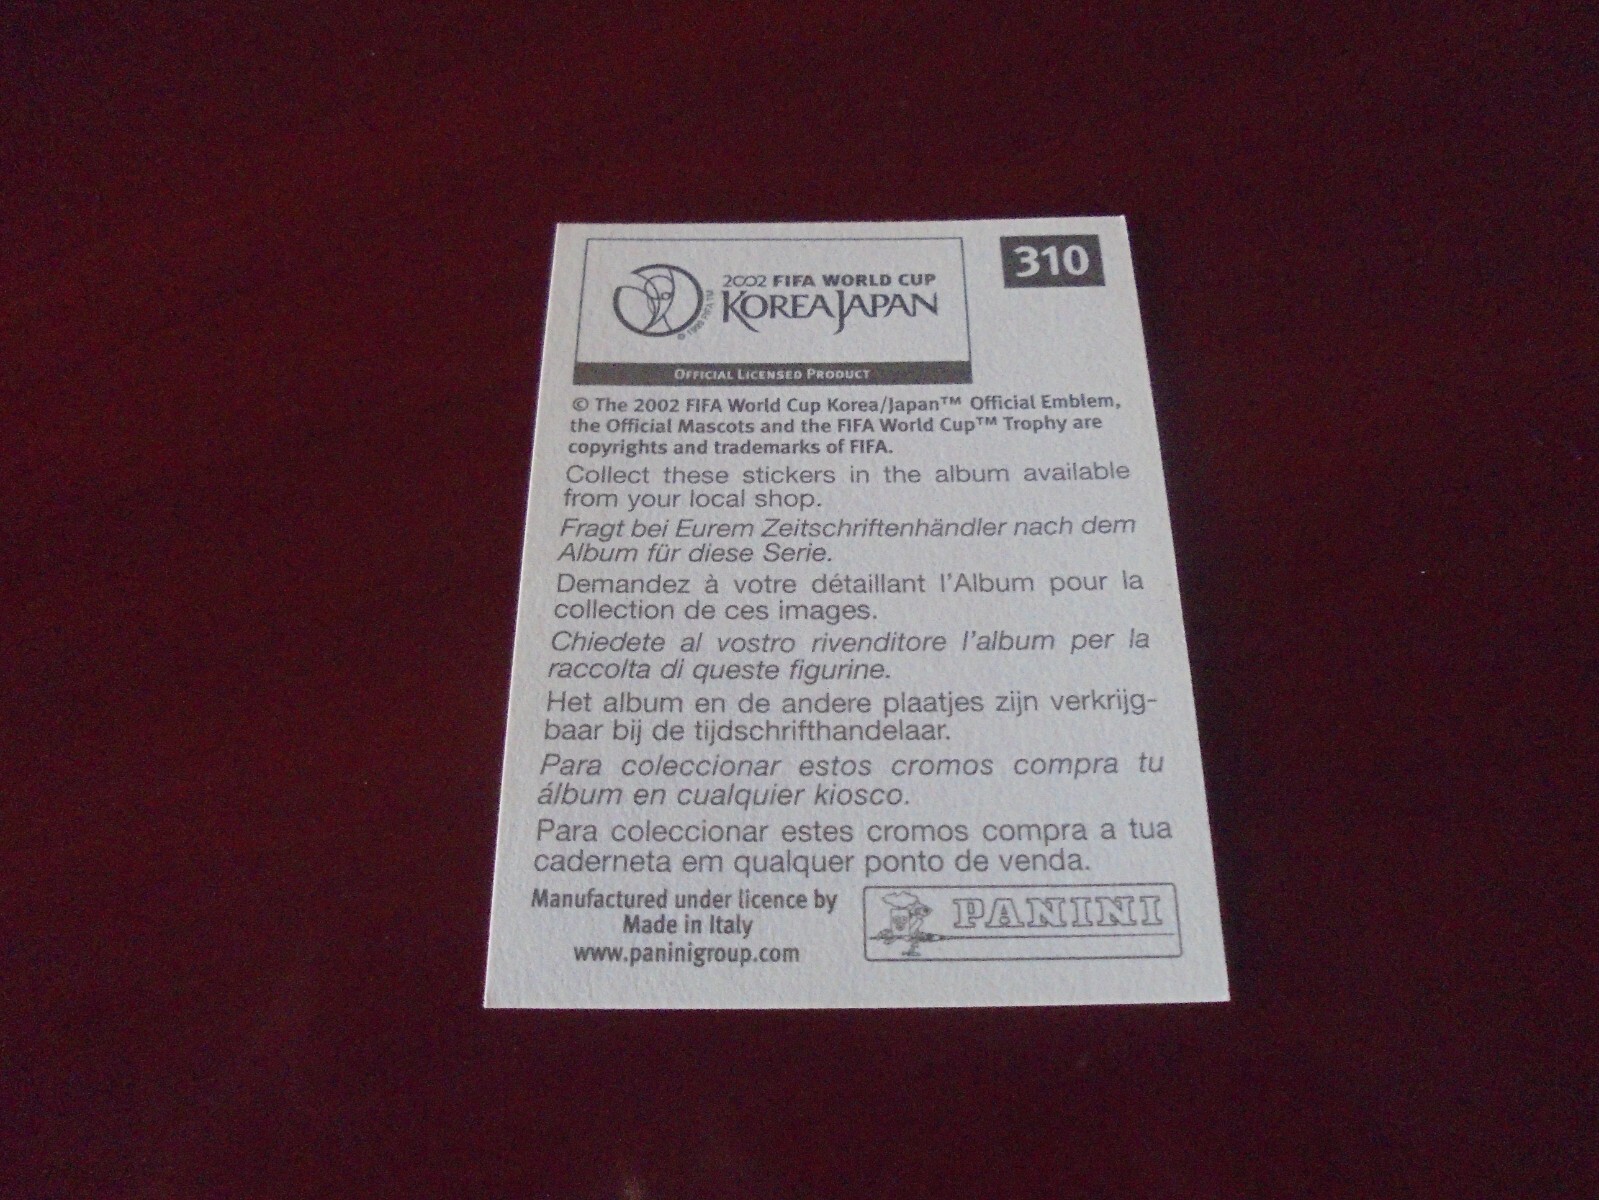 310
2002 FIFA WORLD CUP
KOREA JAPAN
© 1999 FIFA TM
OFFICIAL LICENSED PRODUCT
© The 2002 FIFA World Cup Korea/Japan™ Official Emblem,
the Official Mascots and the FIFA World Cup™ Trophy are
copyrights and trademarks of FIFA.
Collect these stickers in the album available
from your local shop.
Fragt bei Eurem Zeitschriftenhändler nach dem
Album für diese Serie.
Demandez à votre détaillant l'Album pour la
collection de ces images.
Chiedete al vostro rivenditore l'album per la
raccolta di queste figurine.
Het album en de andere plaatjes zijn verkrijg-
baar bij de tijdschrifthandelaar.
Para coleccionar estos cromos compra tu
álbum en cualquier kiosco.
Para coleccionar estes cromos compra a tua
caderneta em qualquer ponto de venda.
Manufactured under licence by
Made in Italy
www.paninigroup.com
PANINI